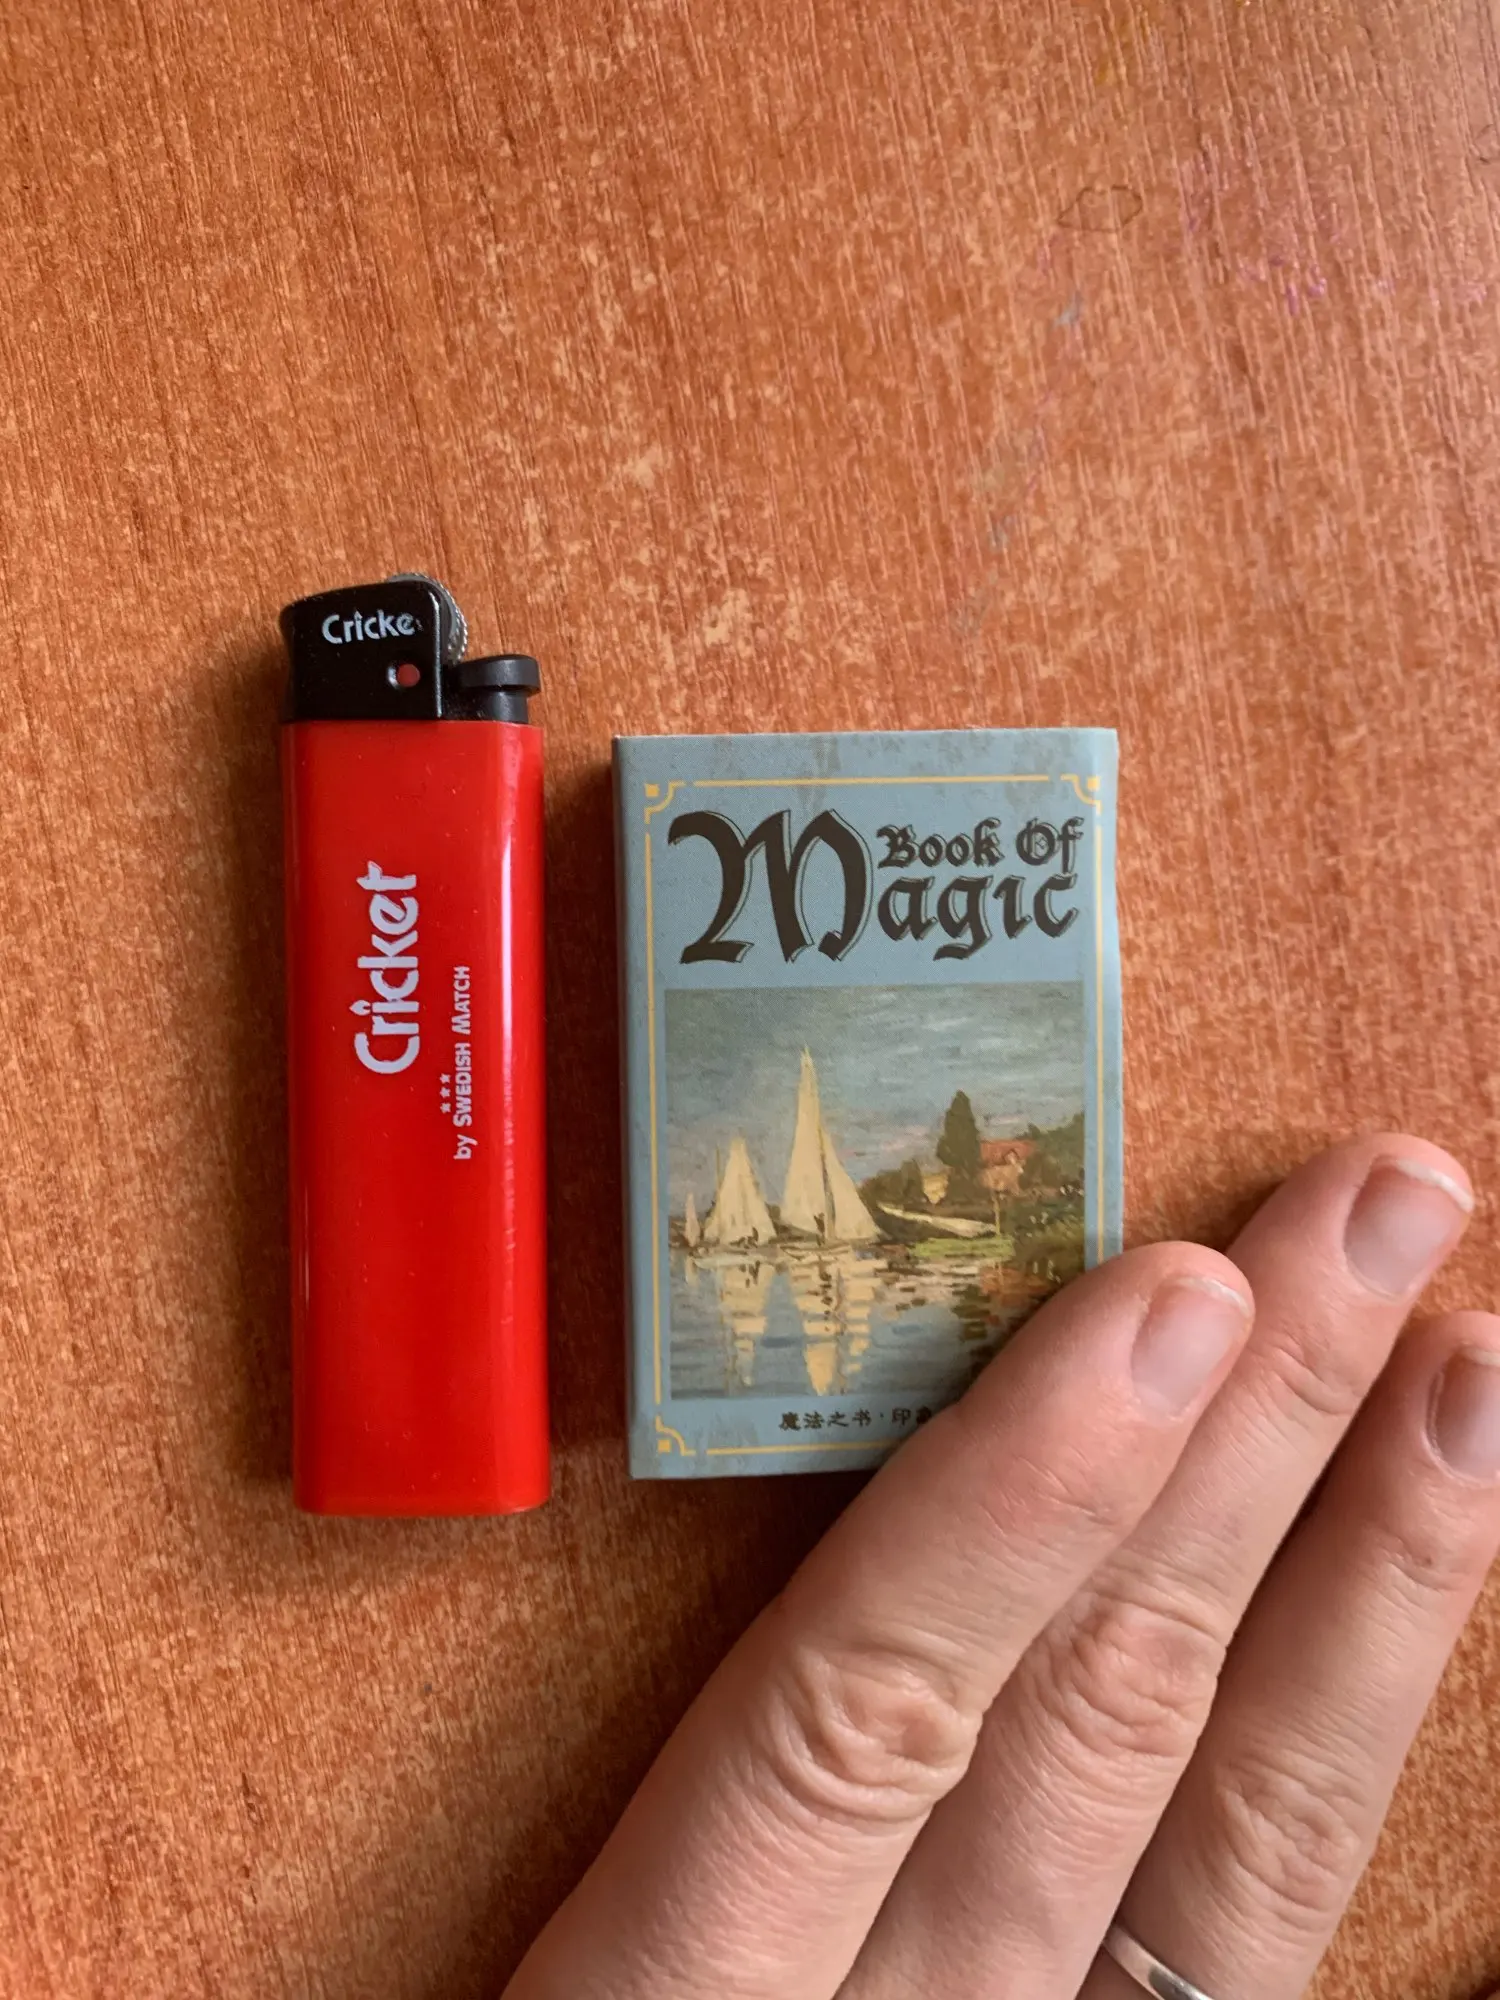 Cricke
Cricket
by SWEDISH MATCH
Book Of
Magic
魔法之书·印